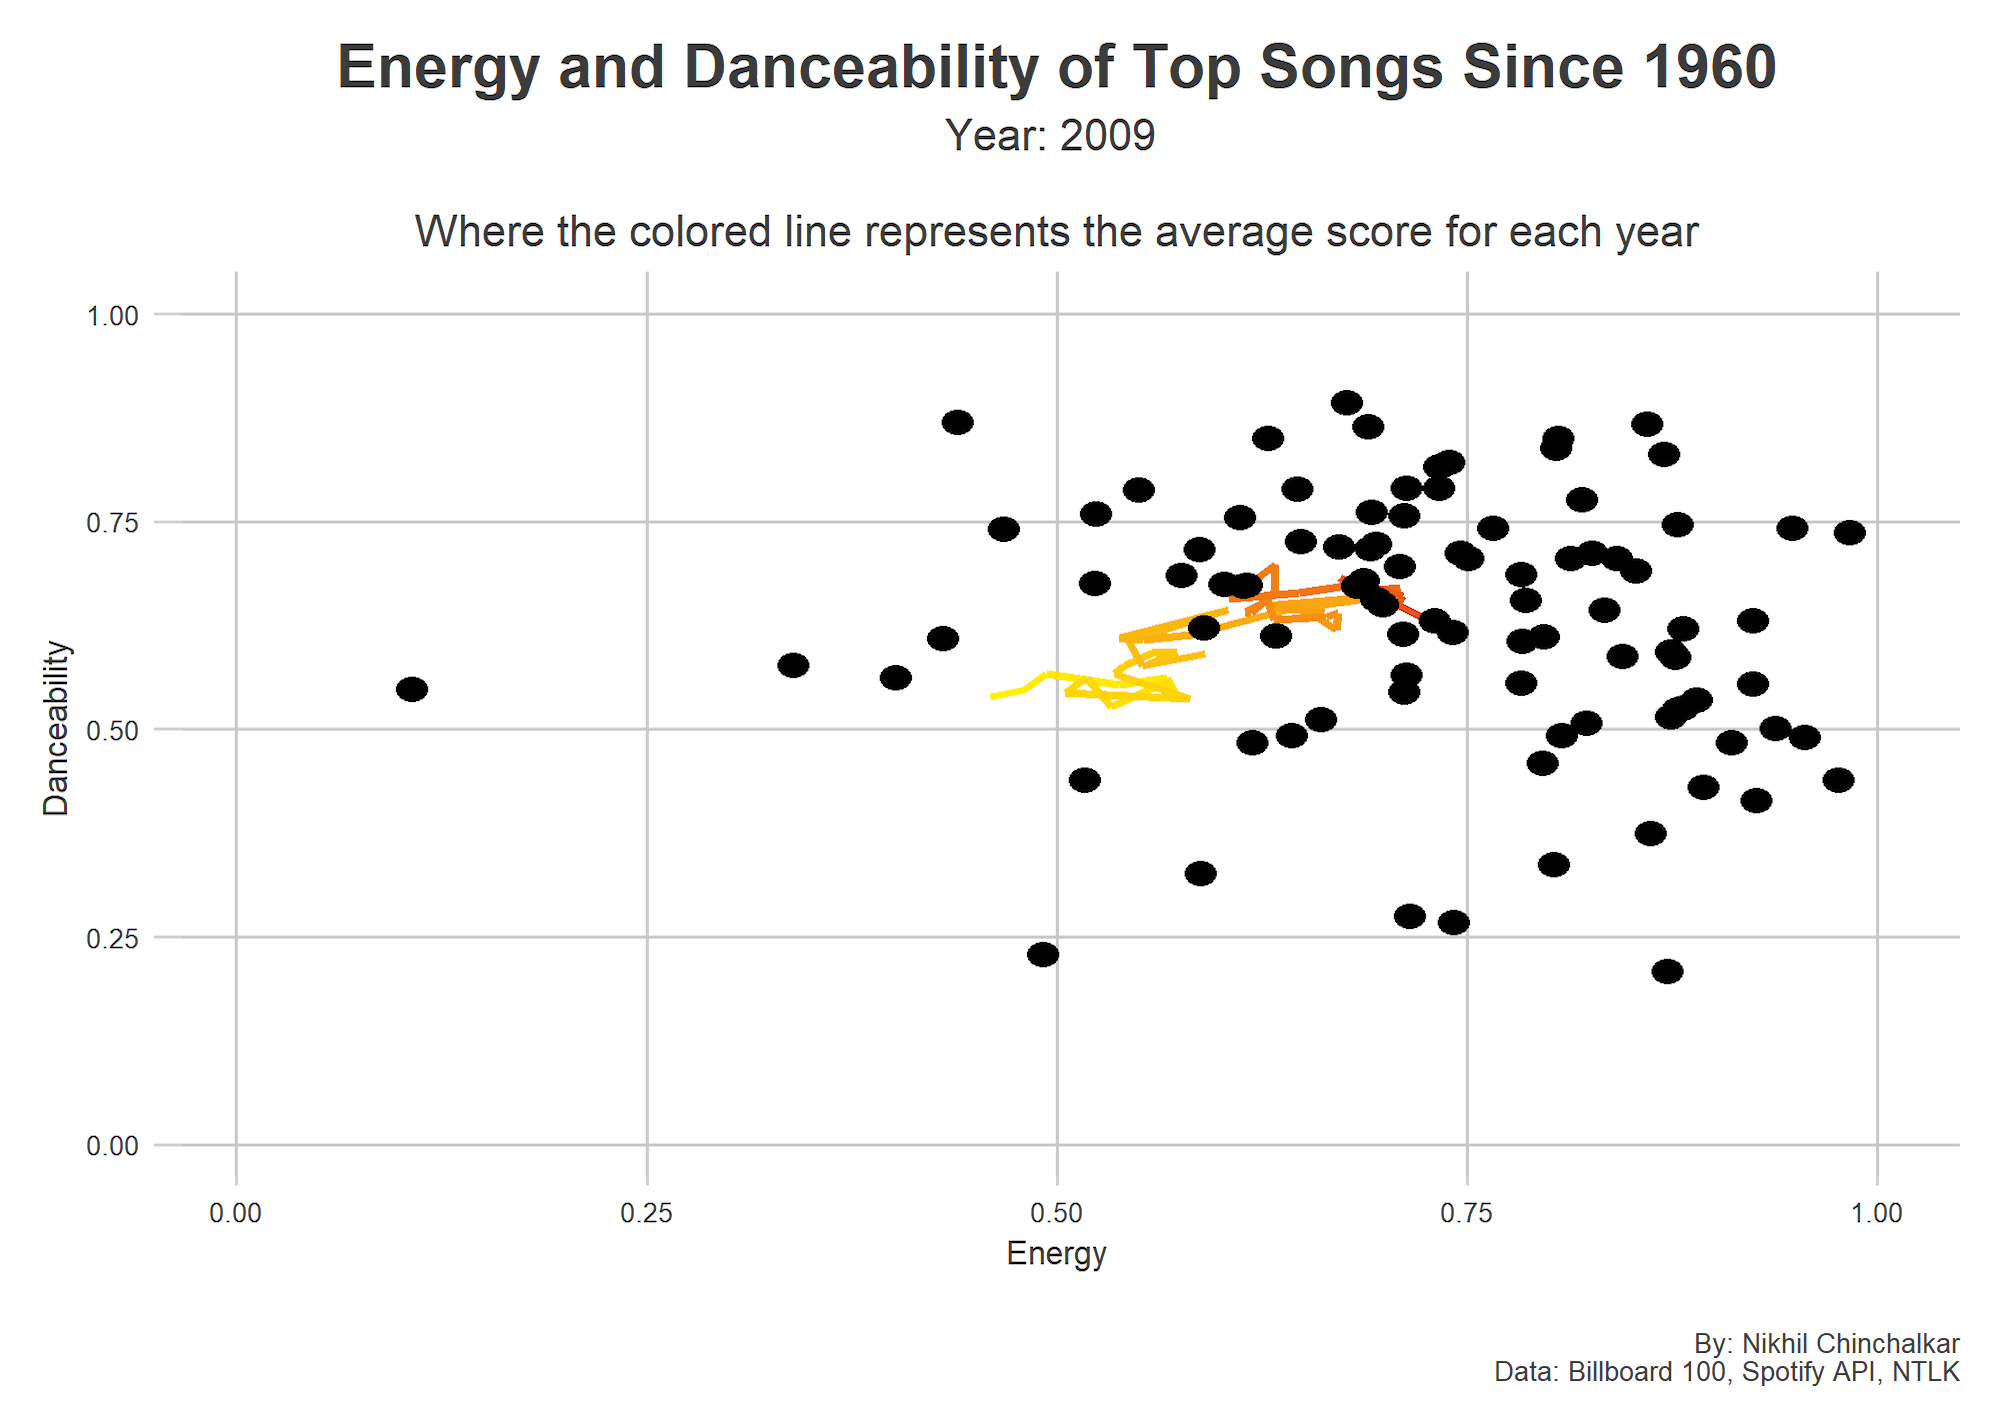 Energy and Danceability of Top Songs Since 1960
Year: 2009
Where the colored line represents the average score for each year
1.00
0.75
0.50
0.25
0.00
Danceability
0.00 0.25 0.50 0.75 1.00
Energy
By: Nikhil Chinchalkar
Data: Billboard 100, Spotify API, NTLK